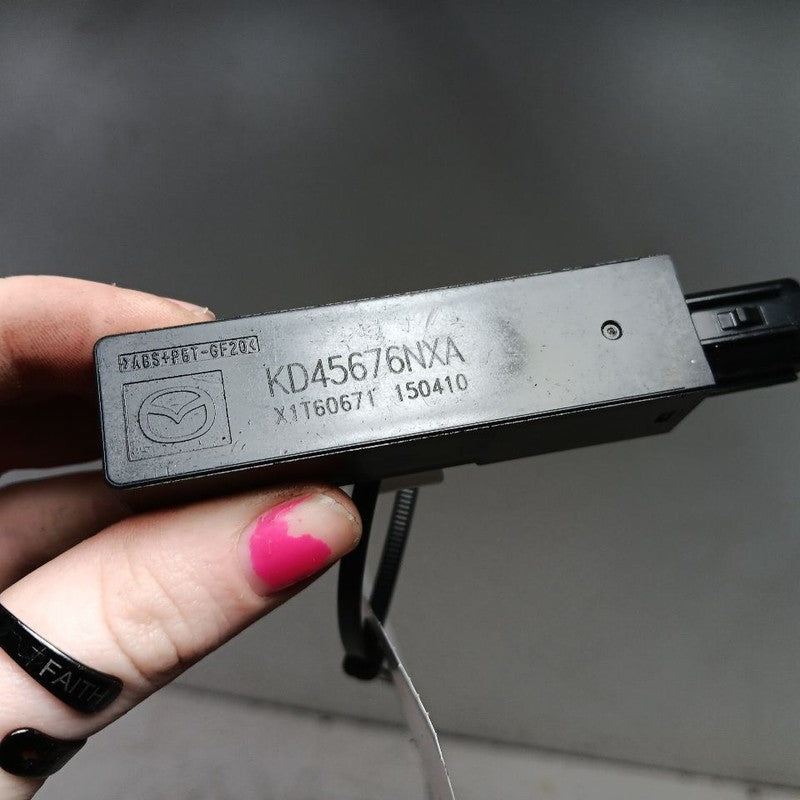 >ABS+PBT-GF20<
KD45676NXA
X1T60671 150410
FAITH